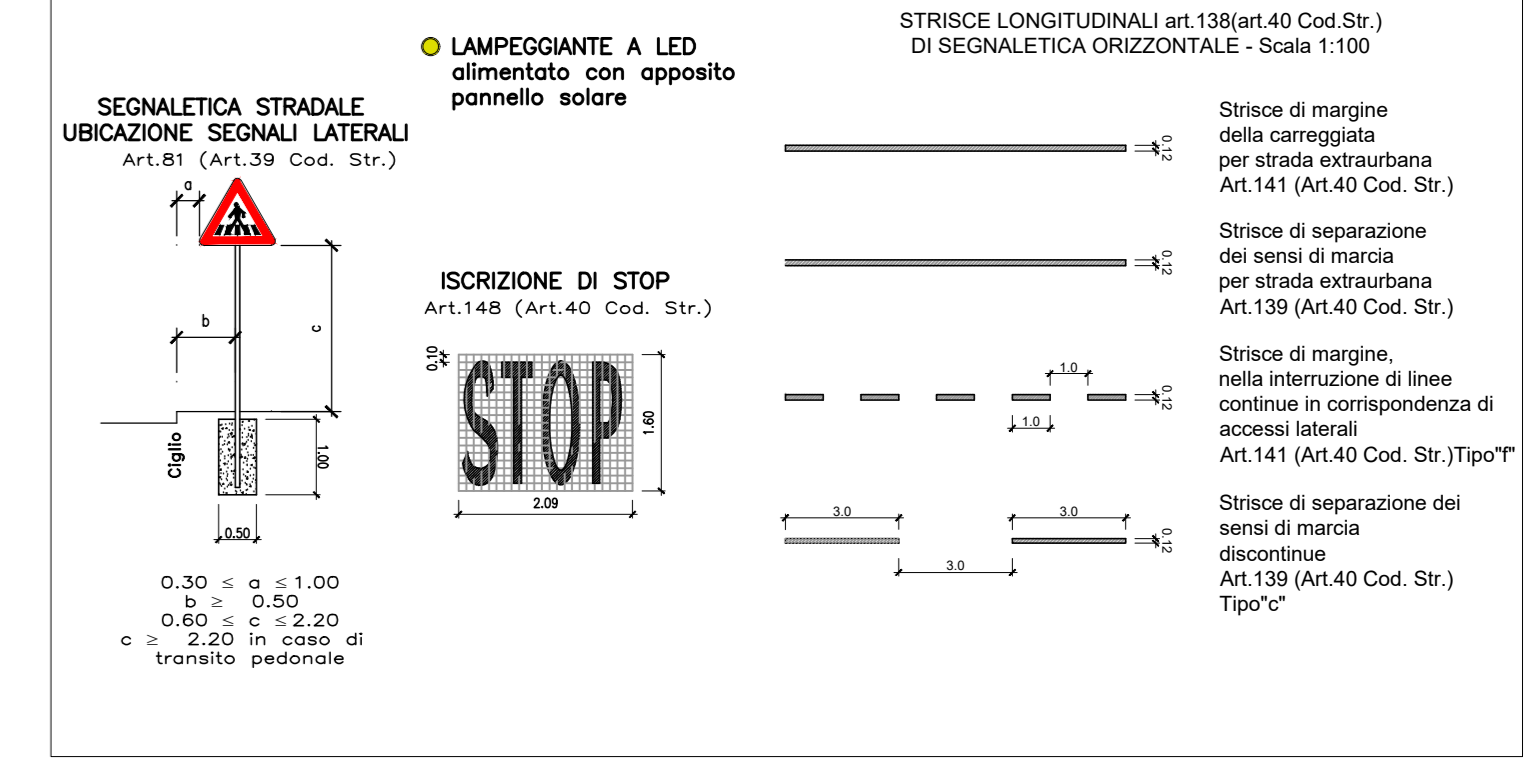 LAMPEGGIANTE A LED
alimentato con apposito
pannello solare
SEGNALETICA STRADALE
UBICAZIONE SEGNALI LATERALI
Art.81 (Art.39 Cod. Str.)
a
b
c
Ciglio
1.00
0.50
0.30 ≤ a ≤1.00
b ≥ 0.50
0.60 ≤ c ≤2.20
c ≥ 2.20 in caso di
transito pedonale
ISCRIZIONE DI STOP
Art.148 (Art.40 Cod. Str.)
0.10
STOP
1.60
2.09
STRISCE LONGITUDINALI art.138(art.40 Cod.Str.)
DI SEGNALETICA ORIZZONTALE - Scala 1:100
0.12
Strisce di margine
della carreggiata
per strada extraurbana
Art.141 (Art.40 Cod. Str.)
0.12
Strisce di separazione
dei sensi di marcia
per strada extraurbana
Art.139 (Art.40 Cod. Str.)
1.0
1.0
0.12
Strisce di margine,
nella interruzione di linee
continue in corrispondenza di
accessi laterali
Art.141 (Art.40 Cod. Str.)Tipo"f"
3.0
3.0
3.0
0.12
Strisce di separazione dei
sensi di marcia
discontinue
Art.139 (Art.40 Cod. Str.)
Tipo"c"